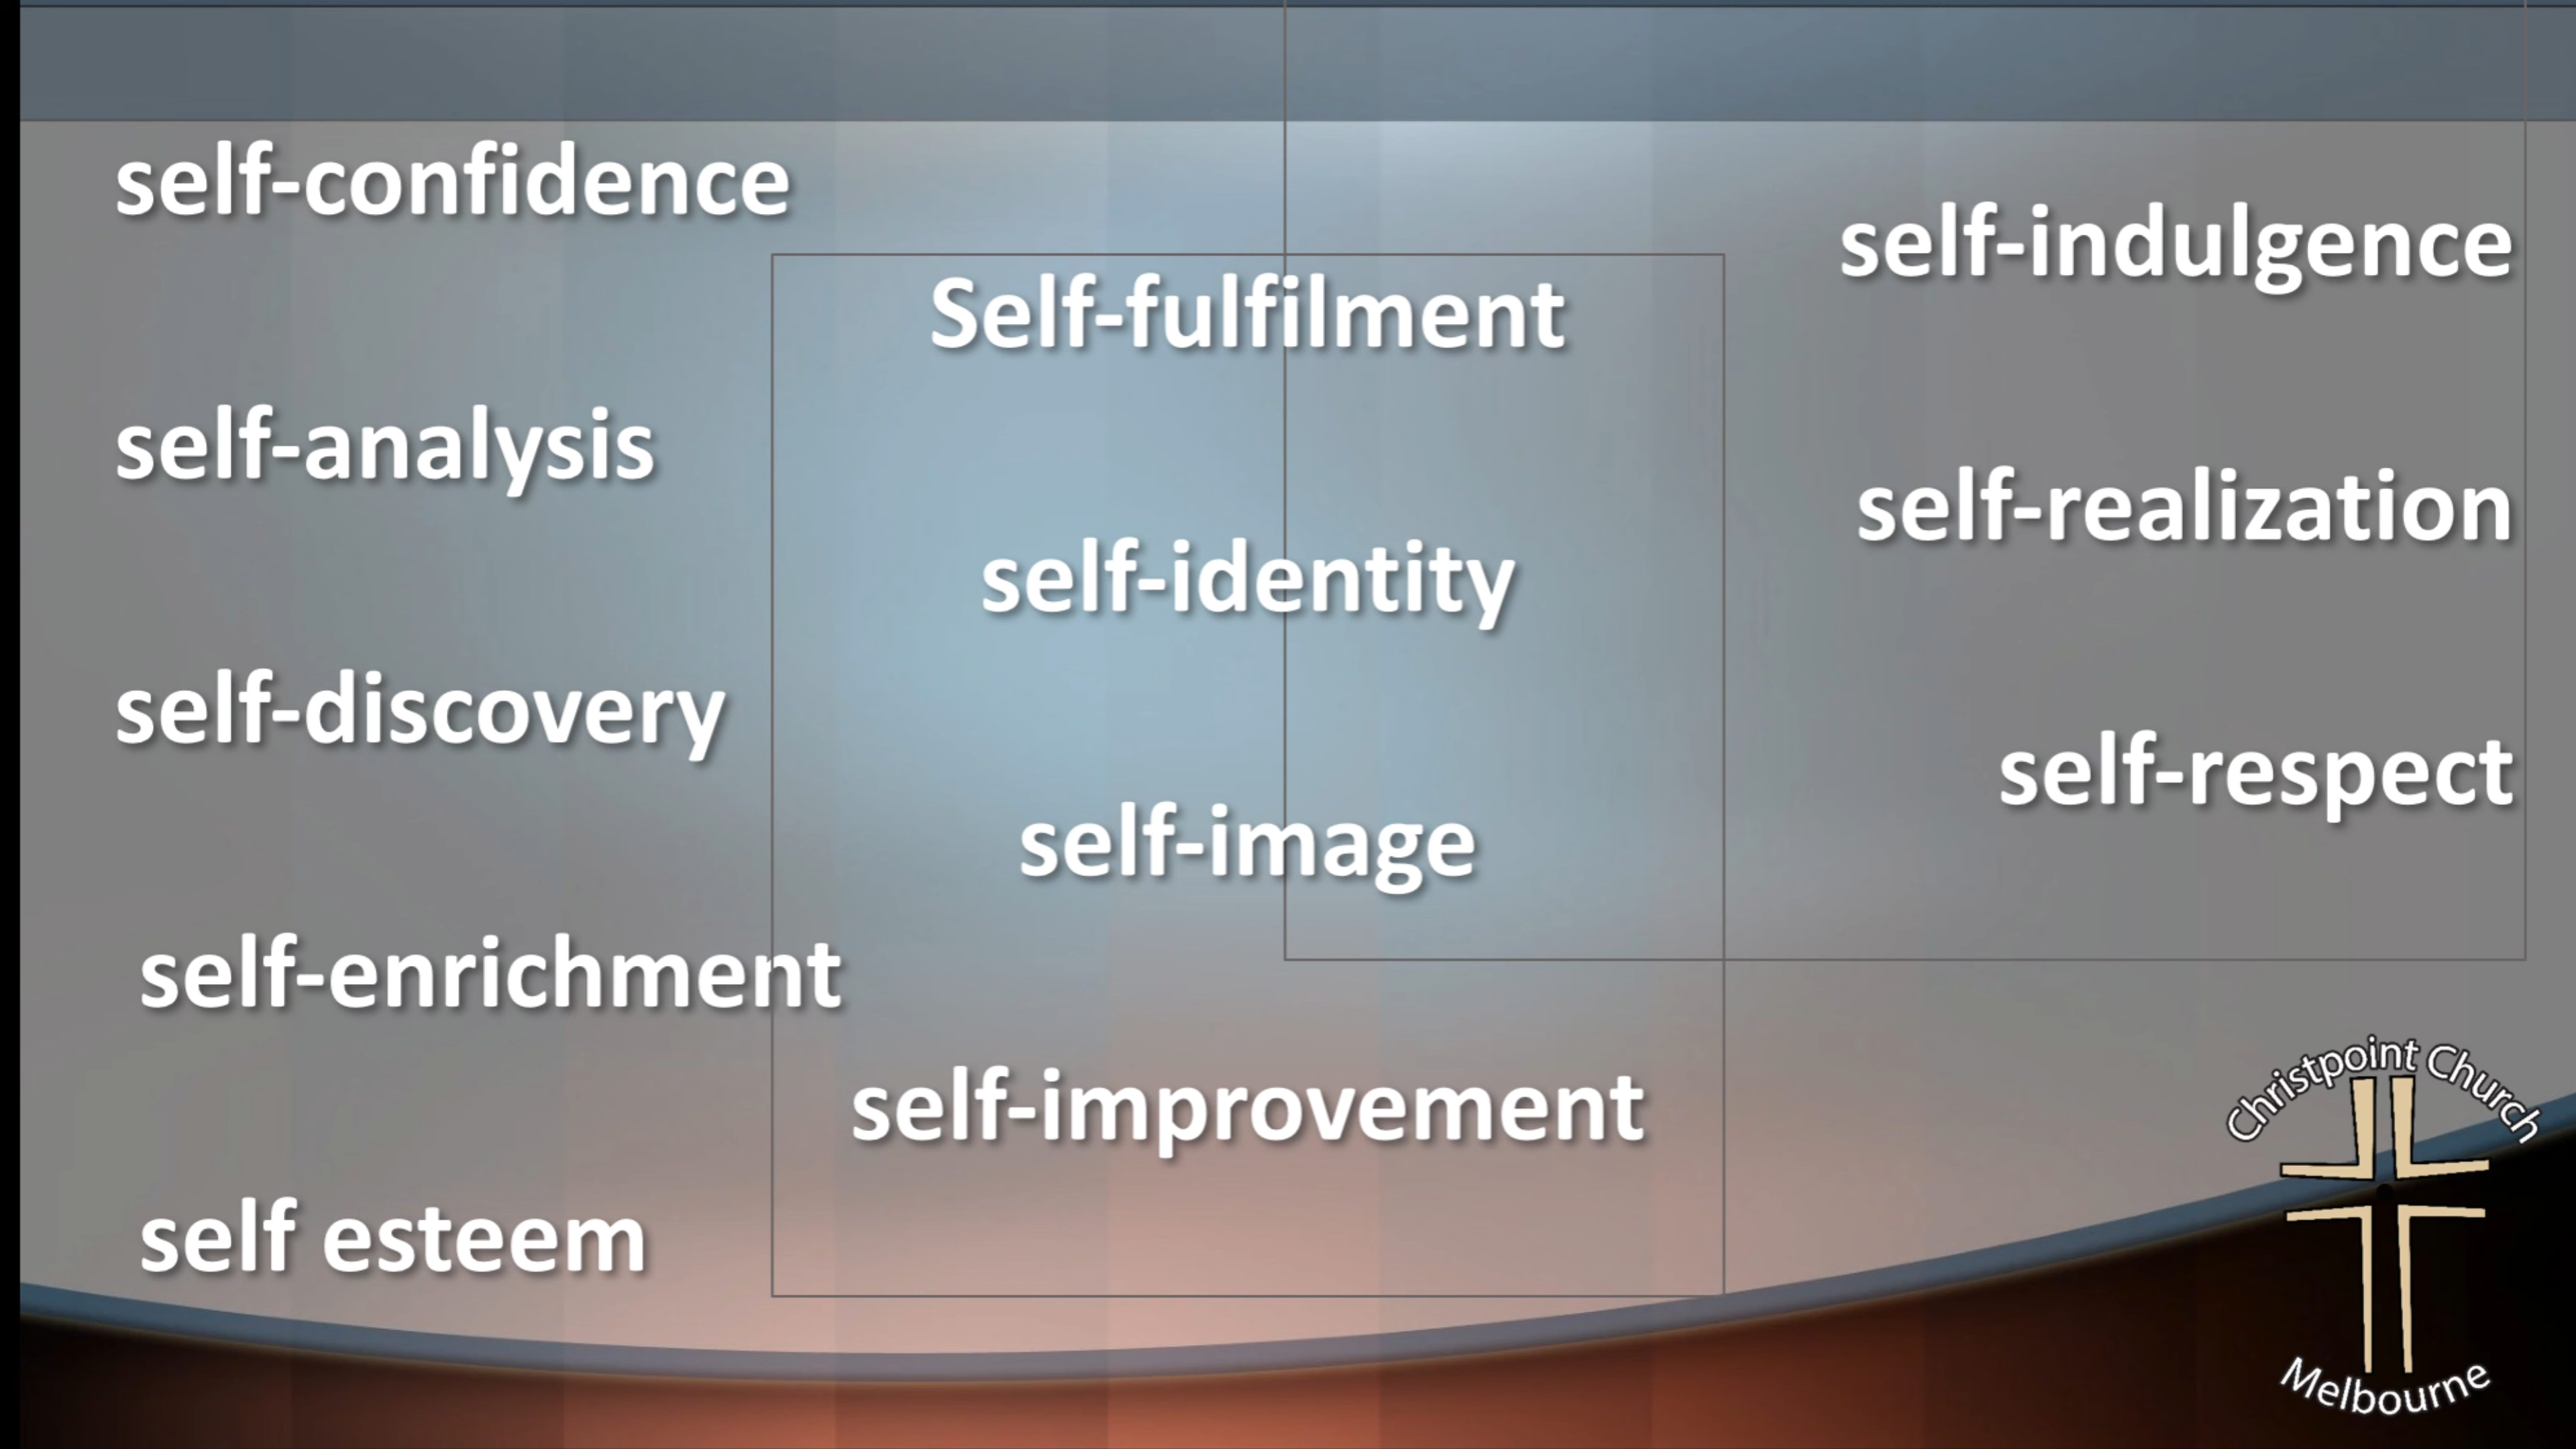 self-confidence
self-analysis
self-discovery
self-enrichment
self esteem
Self-fulfilment
self-identity
self-image
self-improvement
self-indulgence
self-realization
self-respect
Christpoint Church
Melbourne